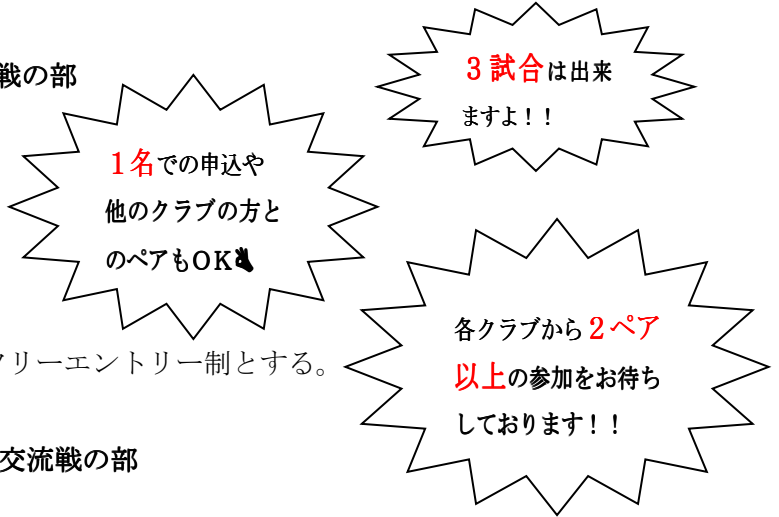 戦の部
３試合は出来
ますよ！！
１名での申込や
他のクラブの方と
のペアもOK👌
各クラブから２ペア
以上の参加をお待ち
しております！！
フリーエントリー制とする。
交流戦の部